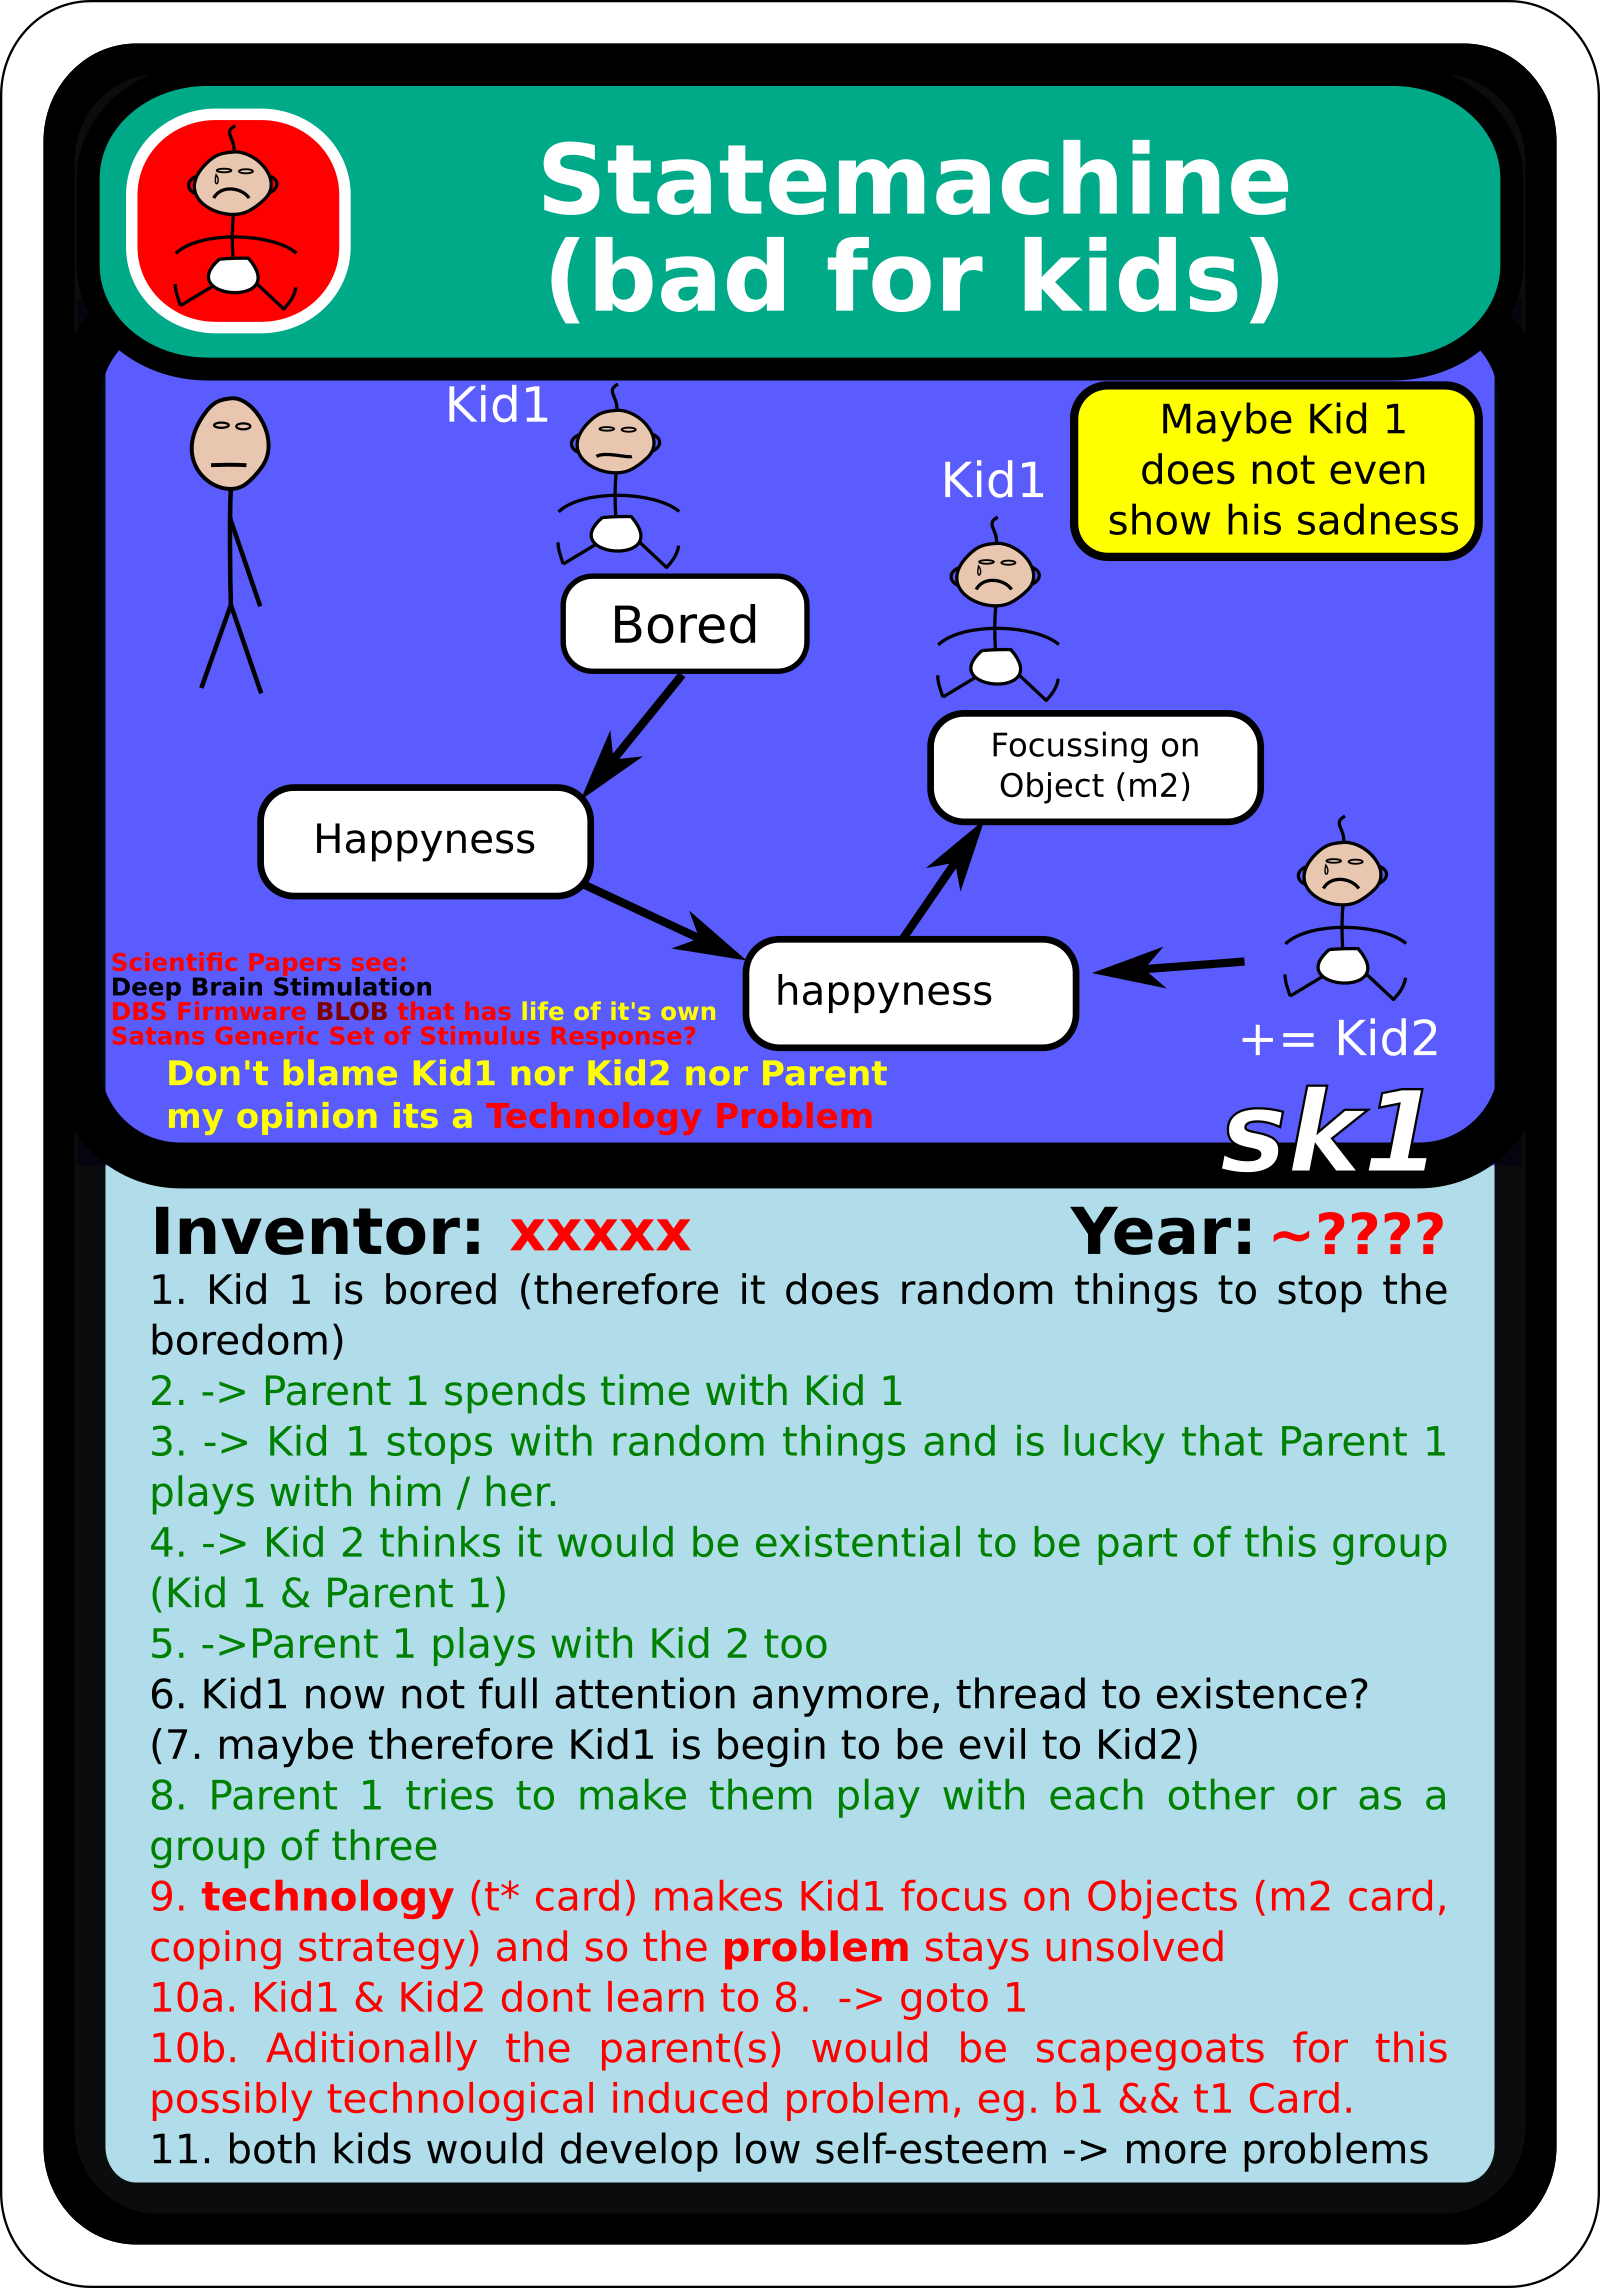 Statemachine
(bad for kids)
Kid1
Maybe Kid 1
does not even
show his sadness
Kid1
Bored
Focussing on
Object (m2)
Happyness
happyness
Scientific Papers see:
Deep Brain Stimulation
DBS Firmware BLOB that has life of it's own
Satans Generic Set of Stimulus Response?
+= Kid2
Don't blame Kid1 nor Kid2 nor Parent
my opinion its a Technology Problem
sk1
Inventor: xxxxx Year: ~????
1. Kid 1 is bored (therefore it does random things to stop the
boredom)
2. -> Parent 1 spends time with Kid 1
3. -> Kid 1 stops with random things and is lucky that Parent 1
plays with him / her.
4. -> Kid 2 thinks it would be existential to be part of this group
(Kid 1 & Parent 1)
5. ->Parent 1 plays with Kid 2 too
6. Kid1 now not full attention anymore, thread to existence?
(7. maybe therefore Kid1 is begin to be evil to Kid2)
8. Parent 1 tries to make them play with each other or as a
group of three
9. technology (t* card) makes Kid1 focus on Objects (m2 card,
coping strategy) and so the problem stays unsolved
10a. Kid1 & Kid2 dont learn to 8.  -> goto 1
10b. Aditionally the parent(s) would be scapegoats for this
possibly technological induced problem, eg. b1 && t1 Card.
11. both kids would develop low self-esteem -> more problems